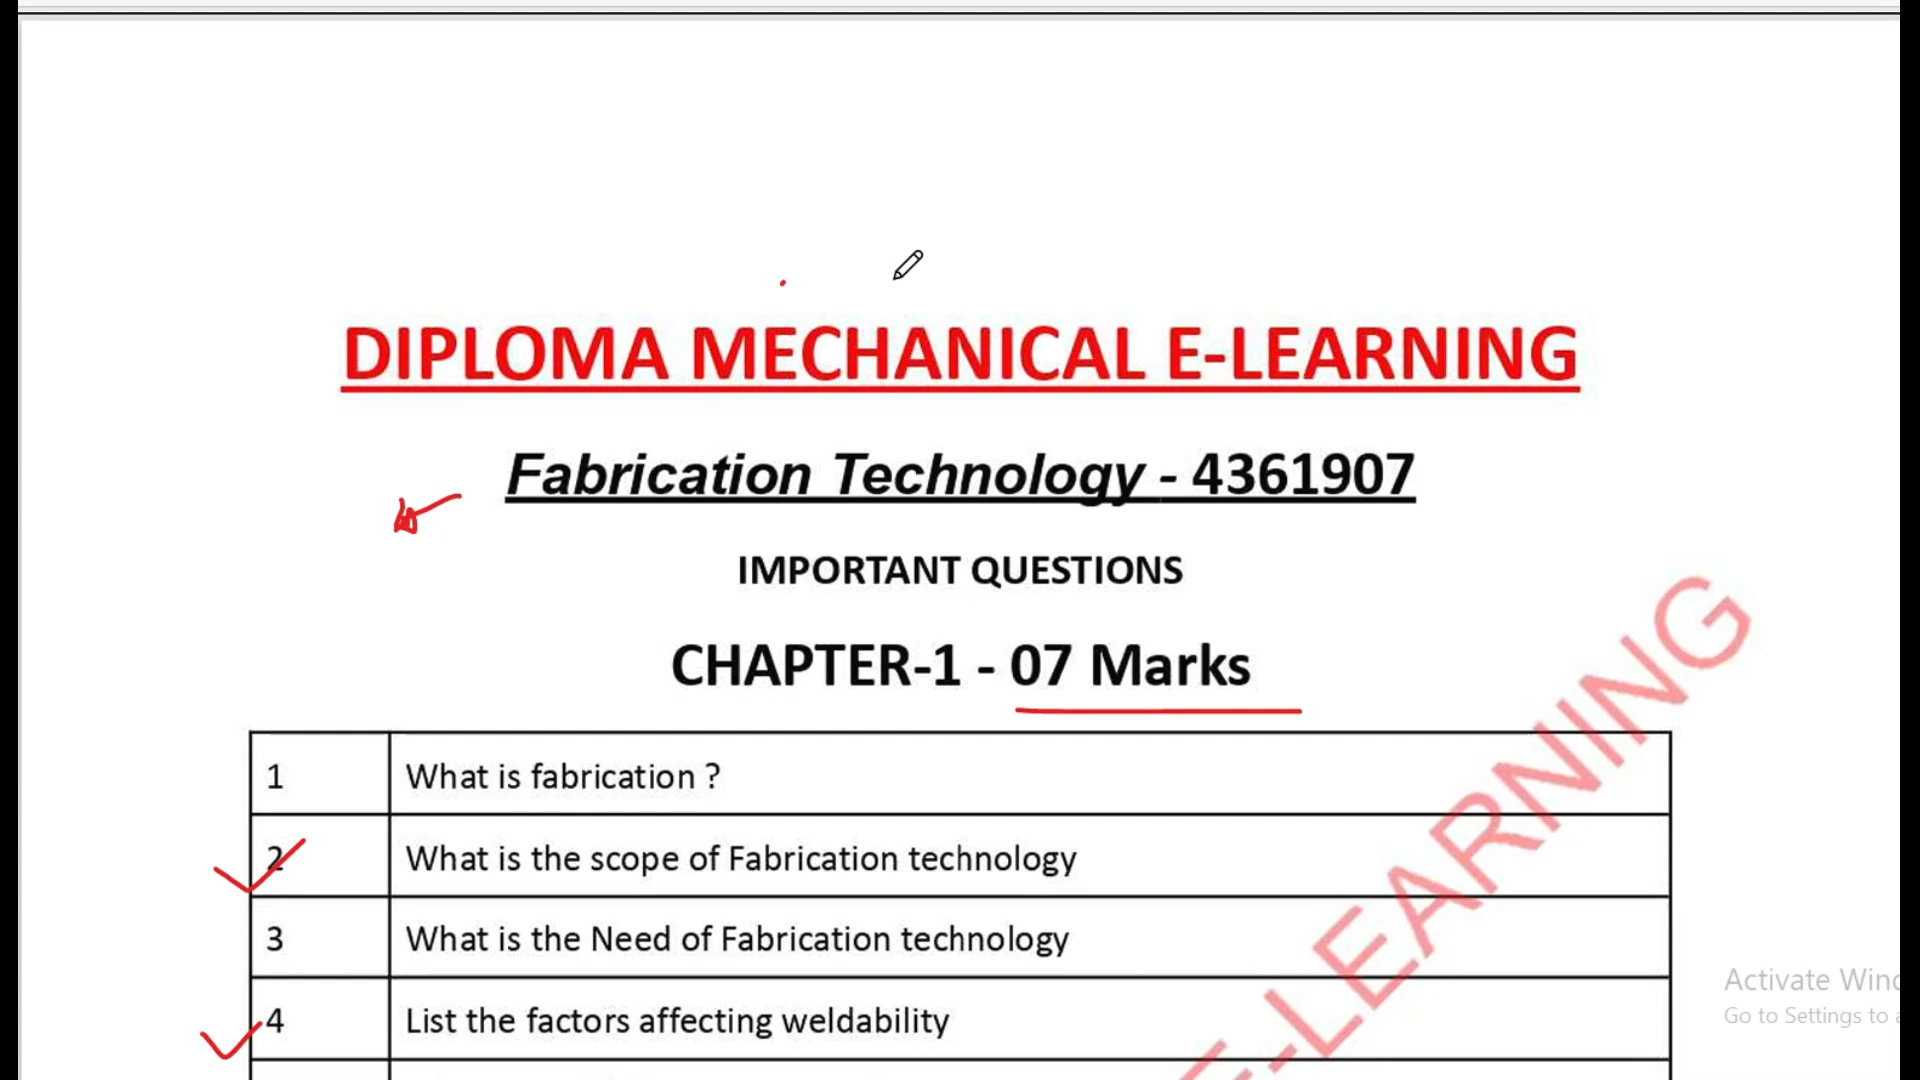 DIPLOMA MECHANICAL E-LEARNING
Fabrication Technology - 4361907
IMPORTANT QUESTIONS
CHAPTER-1 - 07 Marks
1 What is fabrication ?
2 What is the scope of Fabrication technology
3 What is the Need of Fabrication technology
4 List the factors affecting weldability
E-LEARNING
Activate Wind
Go to Settings to a